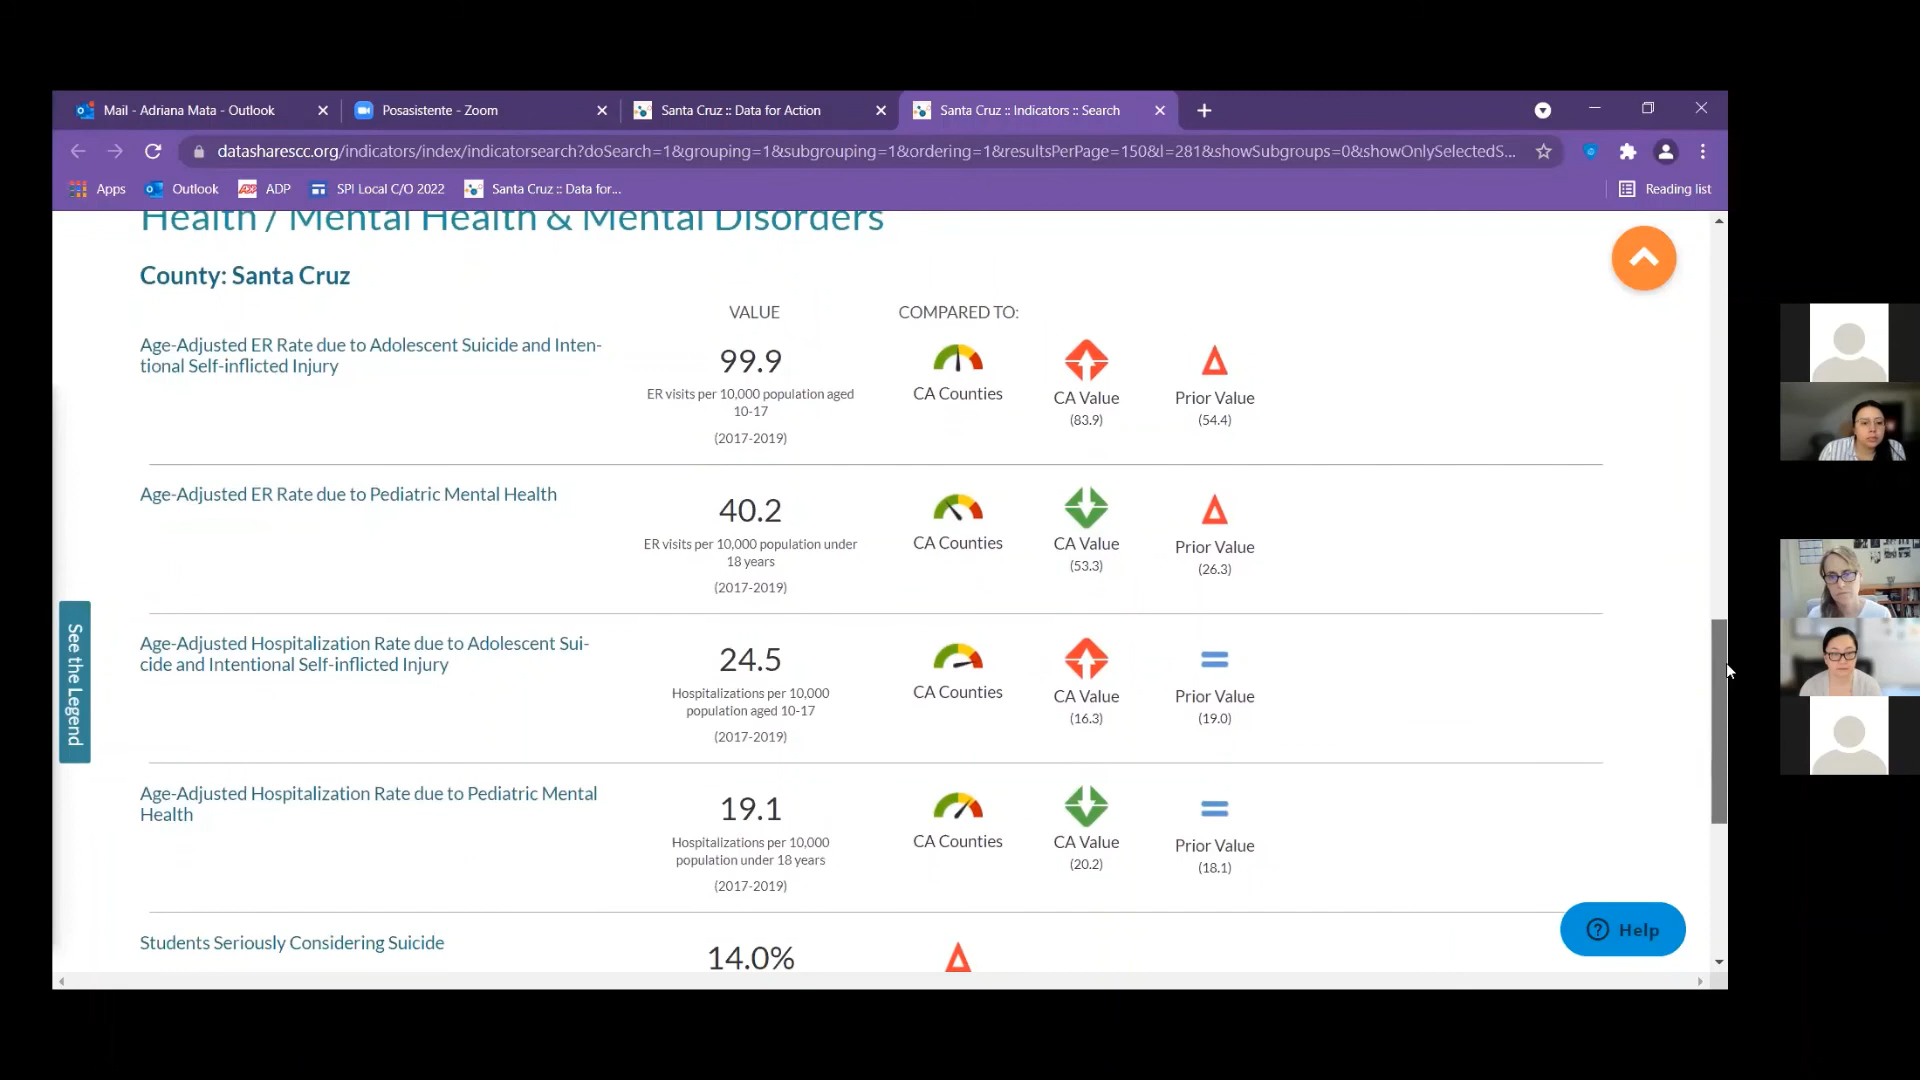 Mail - Adriana Mata - Outlook
Posasistente - Zoom
Santa Cruz :: Data for Action
Santa Cruz :: Indicators :: Search
datasharescc.org/indicators/index/indicatorsearch?doSearch=1&grouping=1&subgrouping=1&ordering=1&resultsPerPage=150&l=281&showSubgroups=0&showOnlySelectedS...
Apps
Outlook
ADP
SPI Local C/O 2022
Santa Cruz :: Data for...
Reading list
Health / Mental Health & Mental Disorders
County: Santa Cruz
VALUE
COMPARED TO:
Age-Adjusted ER Rate due to Adolescent Suicide and Inten-
tional Self-inflicted Injury
99.9
ER visits per 10,000 population aged
10-17
(2017-2019)
CA Counties
CA Value
(83.9)
Prior Value
(54.4)
Age-Adjusted ER Rate due to Pediatric Mental Health
40.2
ER visits per 10,000 population under
18 years
(2017-2019)
CA Counties
CA Value
(53.3)
Prior Value
(26.3)
Age-Adjusted Hospitalization Rate due to Adolescent Sui-
cide and Intentional Self-inflicted Injury
24.5
Hospitalizations per 10,000
population aged 10-17
(2017-2019)
CA Counties
CA Value
(16.3)
Prior Value
(19.0)
Age-Adjusted Hospitalization Rate due to Pediatric Mental
Health
19.1
Hospitalizations per 10,000
population under 18 years
(2017-2019)
CA Counties
CA Value
(20.2)
Prior Value
(18.1)
Students Seriously Considering Suicide
14.0%
See the Legend
Help